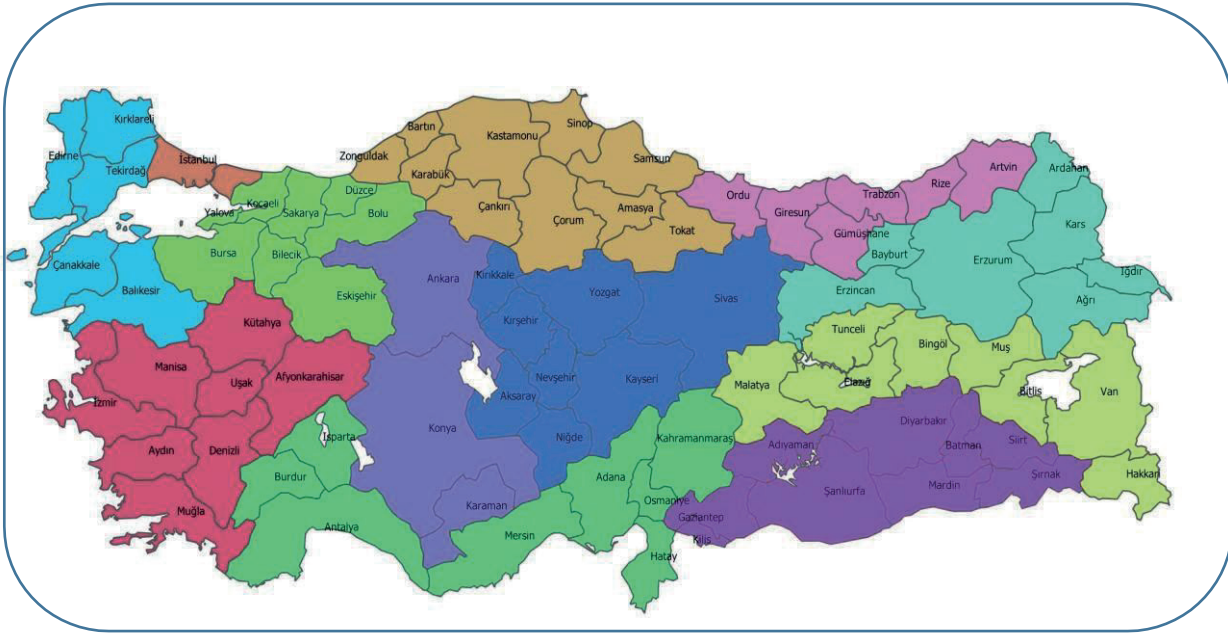 Kırklareli
Edirne
Tekirdağ
İstanbul
Kocaeli
Yalova
Sakarya
Düzce
Bolu
Bursa
Bilecik
Eskişehir
Çanakkale
Balıkesir
Zonguldak
Bartın
Karabük
Kastamonu
Sinop
Samsun
Çankırı
Çorum
Amasya
Tokat
Ordu
Giresun
Trabzon
Gümüşhane
Rize
Artvin
Ardahan
Kars
Iğdır
Ağrı
Erzurum
Bayburt
Erzincan
Ankara
Konya
Karaman
Kırıkkale
Kırşehir
Yozgat
Sivas
Nevşehir
Aksaray
Kayseri
Niğde
Kütahya
Manisa
Uşak
Afyonkarahisar
İzmir
Aydın
Denizli
Muğla
Isparta
Burdur
Antalya
Mersin
Adana
Kahramanmaraş
Osmaniye
Hatay
Malatya
Tunceli
Bingöl
Muş
Bitlis
Van
Hakkari
Adıyaman
Diyarbakır
Batman
Siirt
Şırnak
Mardin
Şanlıurfa
Gaziantep
Kilis